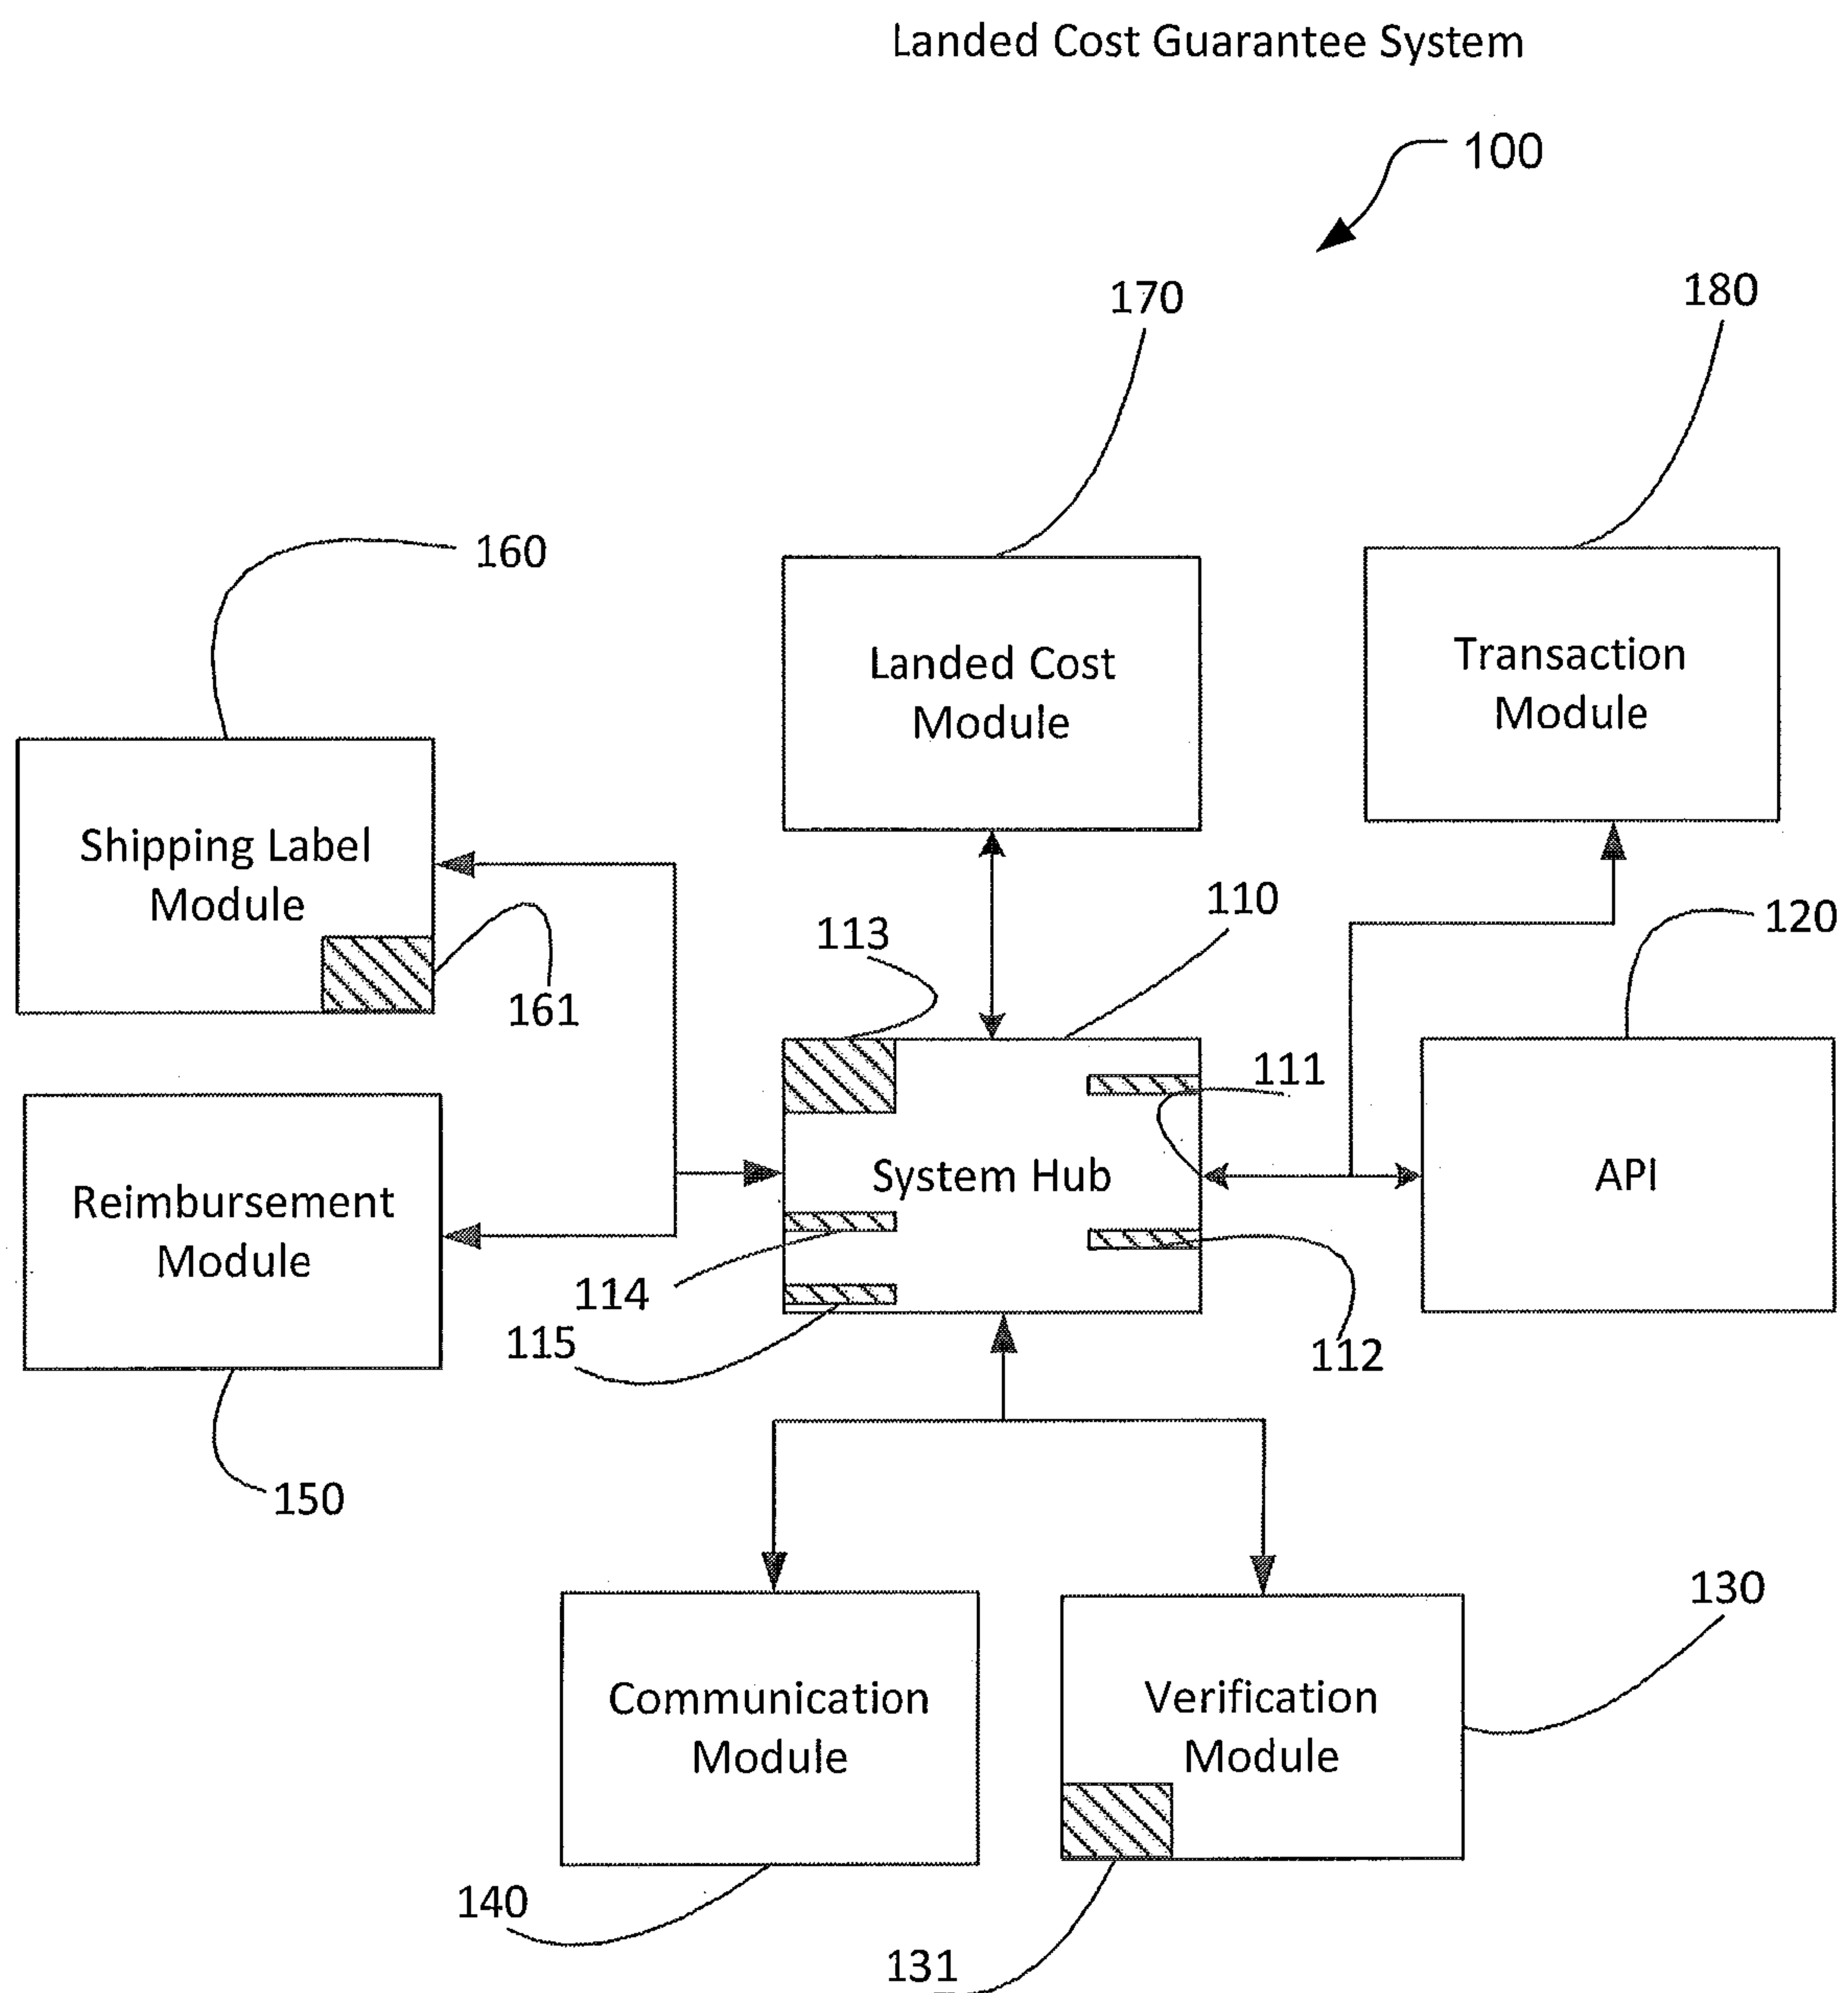 Landed Cost Guarantee System
100
170
180
160
Landed Cost
Module
Transaction
Module
Shipping Label
Module
161
113
110
120
111
System Hub
API
Reimbursement
Module
114
115
112
150
130
Communication
Module
Verification
Module
140
131